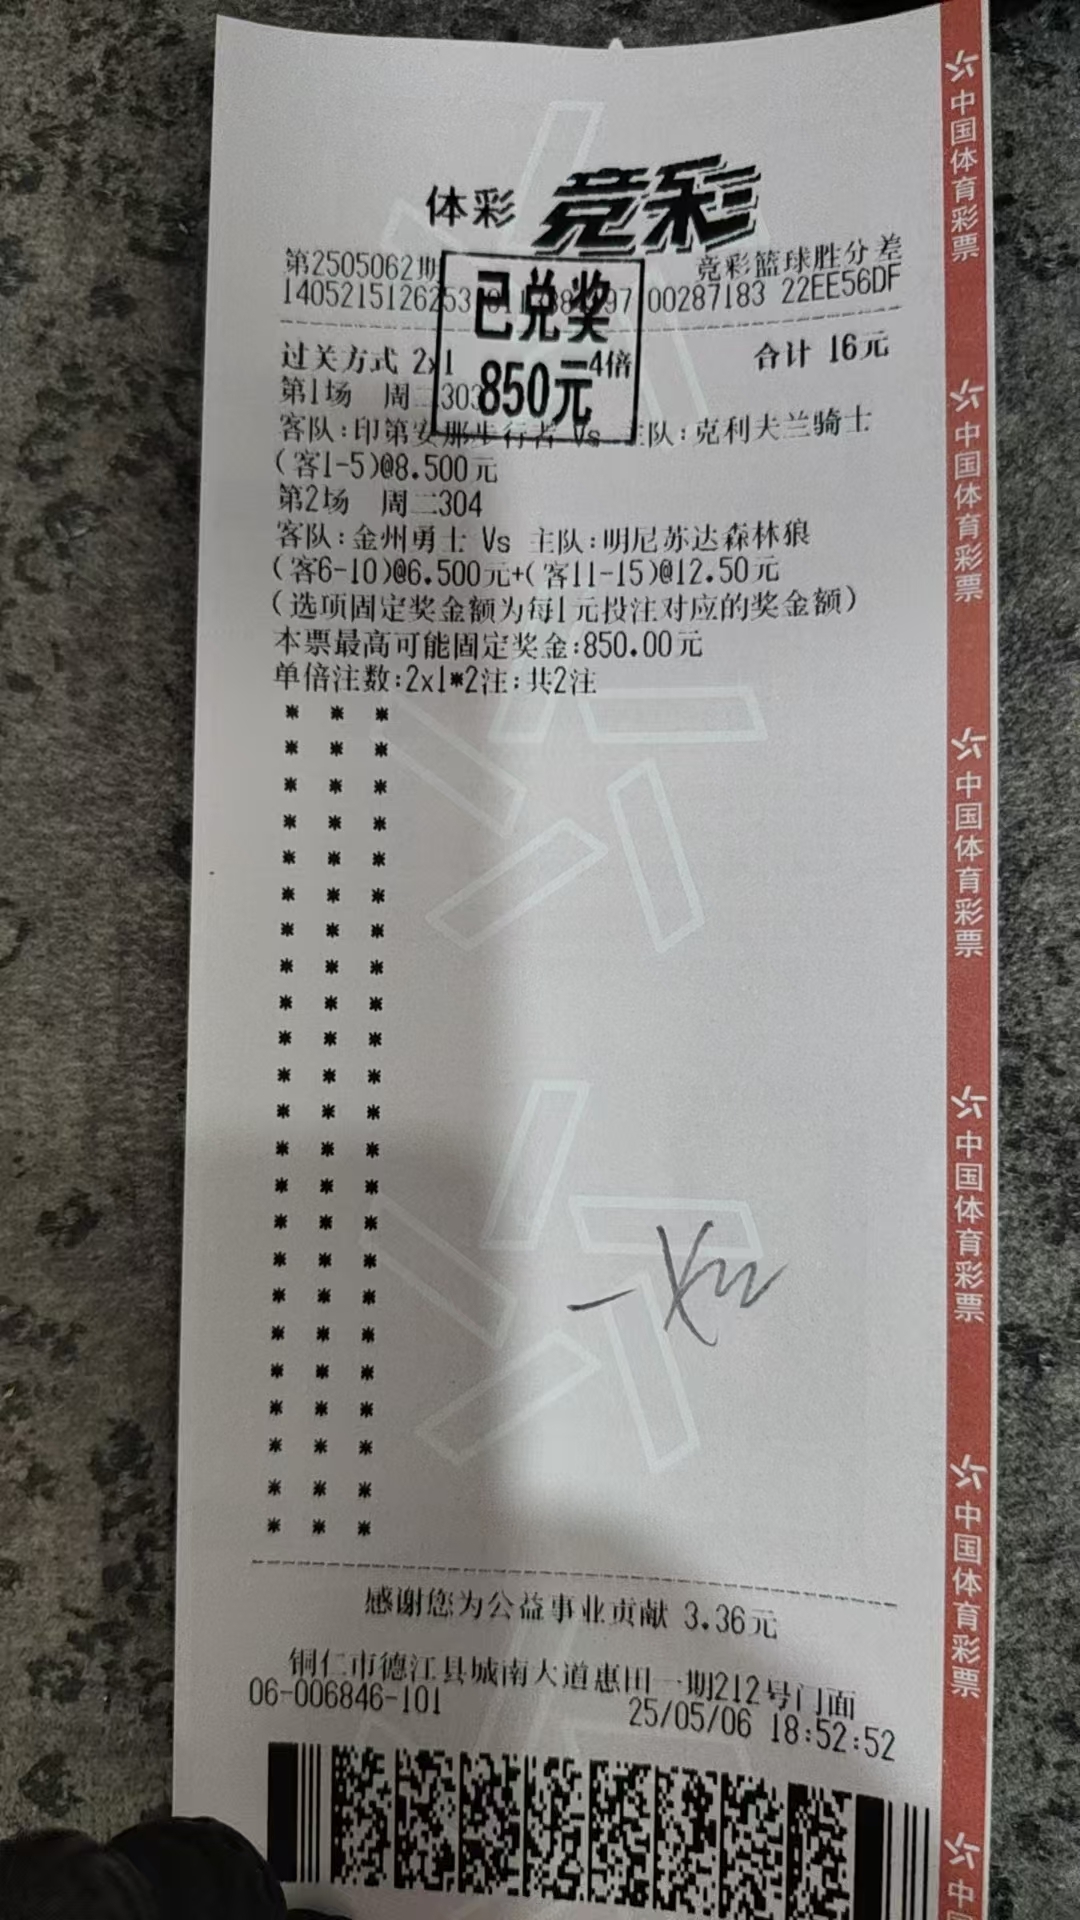 体彩 竞彩
第2505062期 竞彩篮球胜分差
已兑奖
00287183 22EE56DF
过关方式 2x1 4倍 合计 16元
850元
第1场 周二303
客队:印第安那步行者 Vs 主队:克利夫兰骑士
(客1-5)@8.500元
第2场 周二304
客队:金州勇士 Vs 主队:明尼苏达森林狼
(客6-10)@6.500元+(客11-15)@12.50元
(选项固定奖金额为每1元投注对应的奖金额)
本票最高可能固定奖金:850.00元
单倍注数:2x1*2注;共2注
感谢您为公益事业贡献 3.36元
铜仁市德江县城南大道惠田一期212号门面
06-006846-101 25/05/06 18:52:52
中国体育彩票
中国体育彩票
中国体育彩票
中国体育彩票
中国体育彩票
中